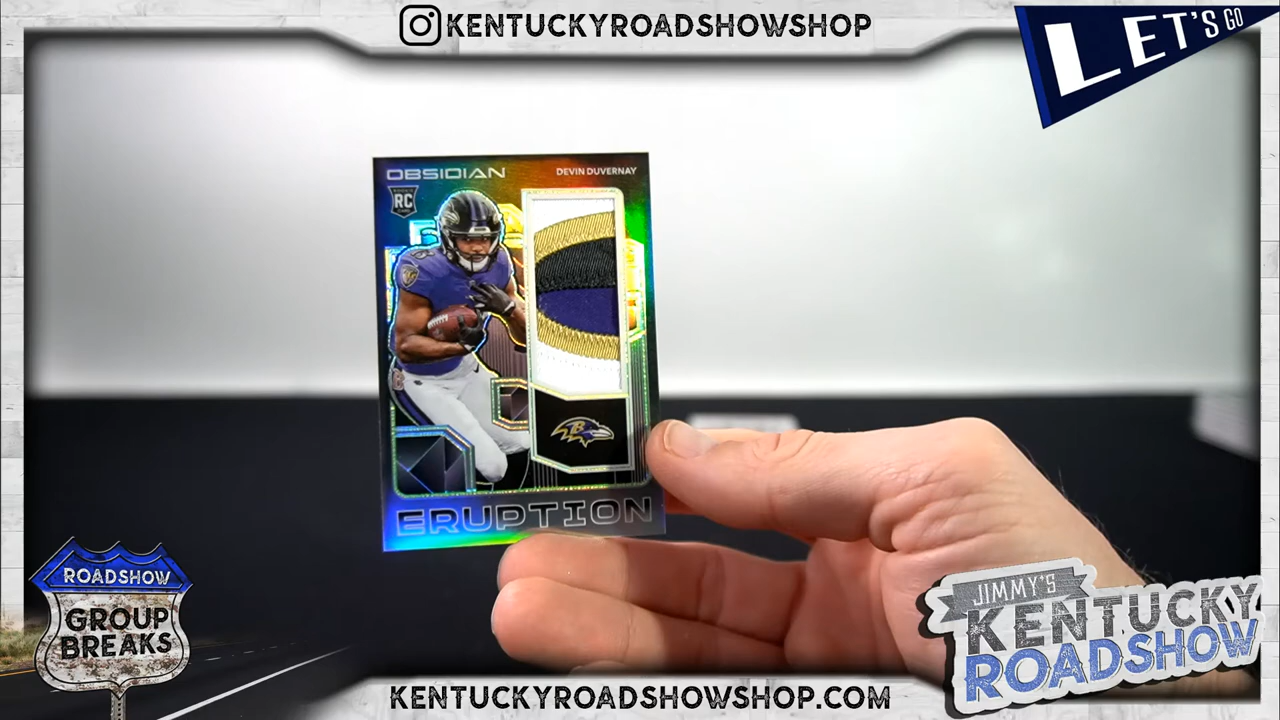 KENTUCKYROADSHOWSHOP
LET'S GO
OBSIDIAN
DEVIN DUVERNAY
RC
B
ERUPTION
ROADSHOW
GROUP
BREAKS
JIMMY'S
KENTUCKY
ROADSHOW
KENTUCKYROADSHOWSHOP.COM